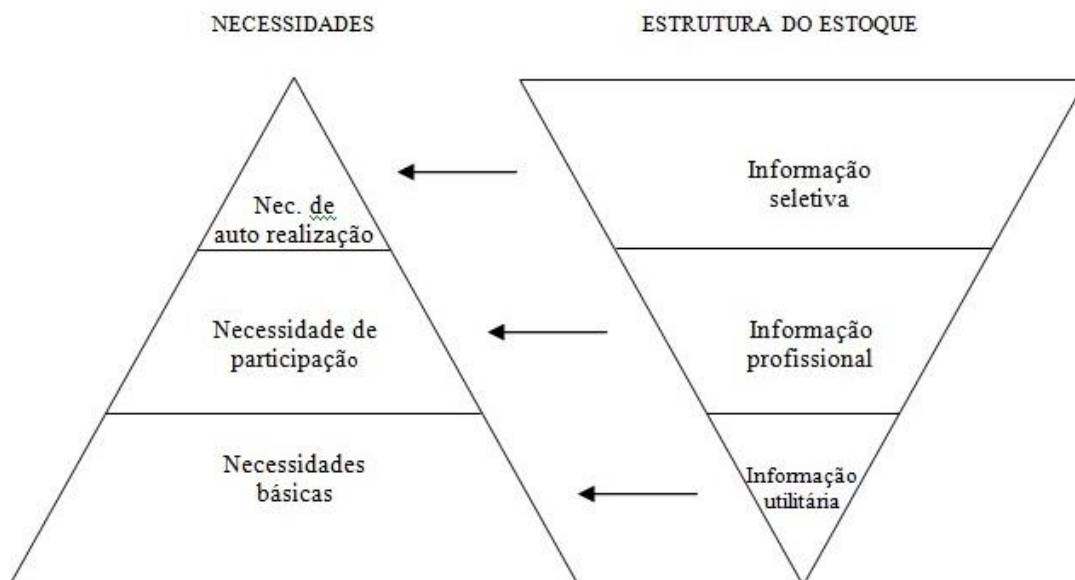 NECESSIDADES
ESTRUTURA DO ESTOQUE
Nec. de
auto realização
Informação
seletiva
Necessidade de
participação
Informação
profissional
Necessidades
básicas
Informação
utilitária